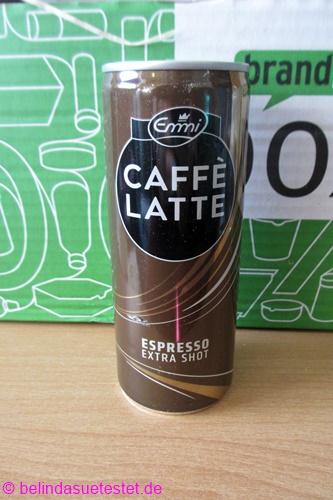 brand
Emmi
CAFFÈ
LATTE
ESPRESSO
EXTRA SHOT
© belindasuetestet.de